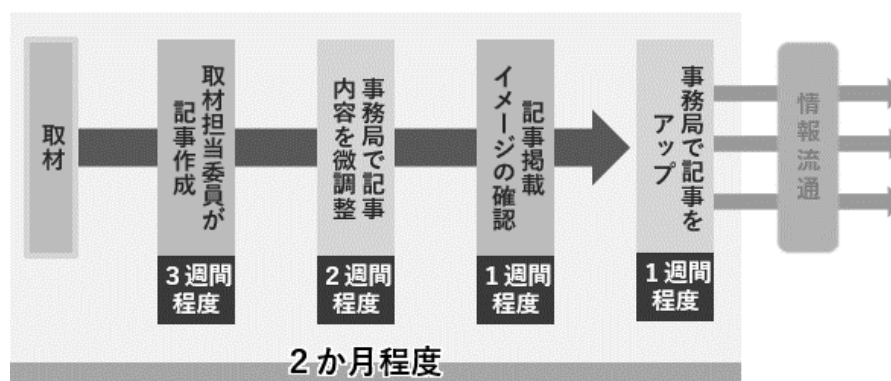 取材
取材担当委員が
記事作成
3週間
程度
事務局で記事
内容を微調整
2週間
程度
記事掲載
イメージの確認
1週間
程度
事務局で記事を
アップ
1週間
程度
情報流通
2か月程度